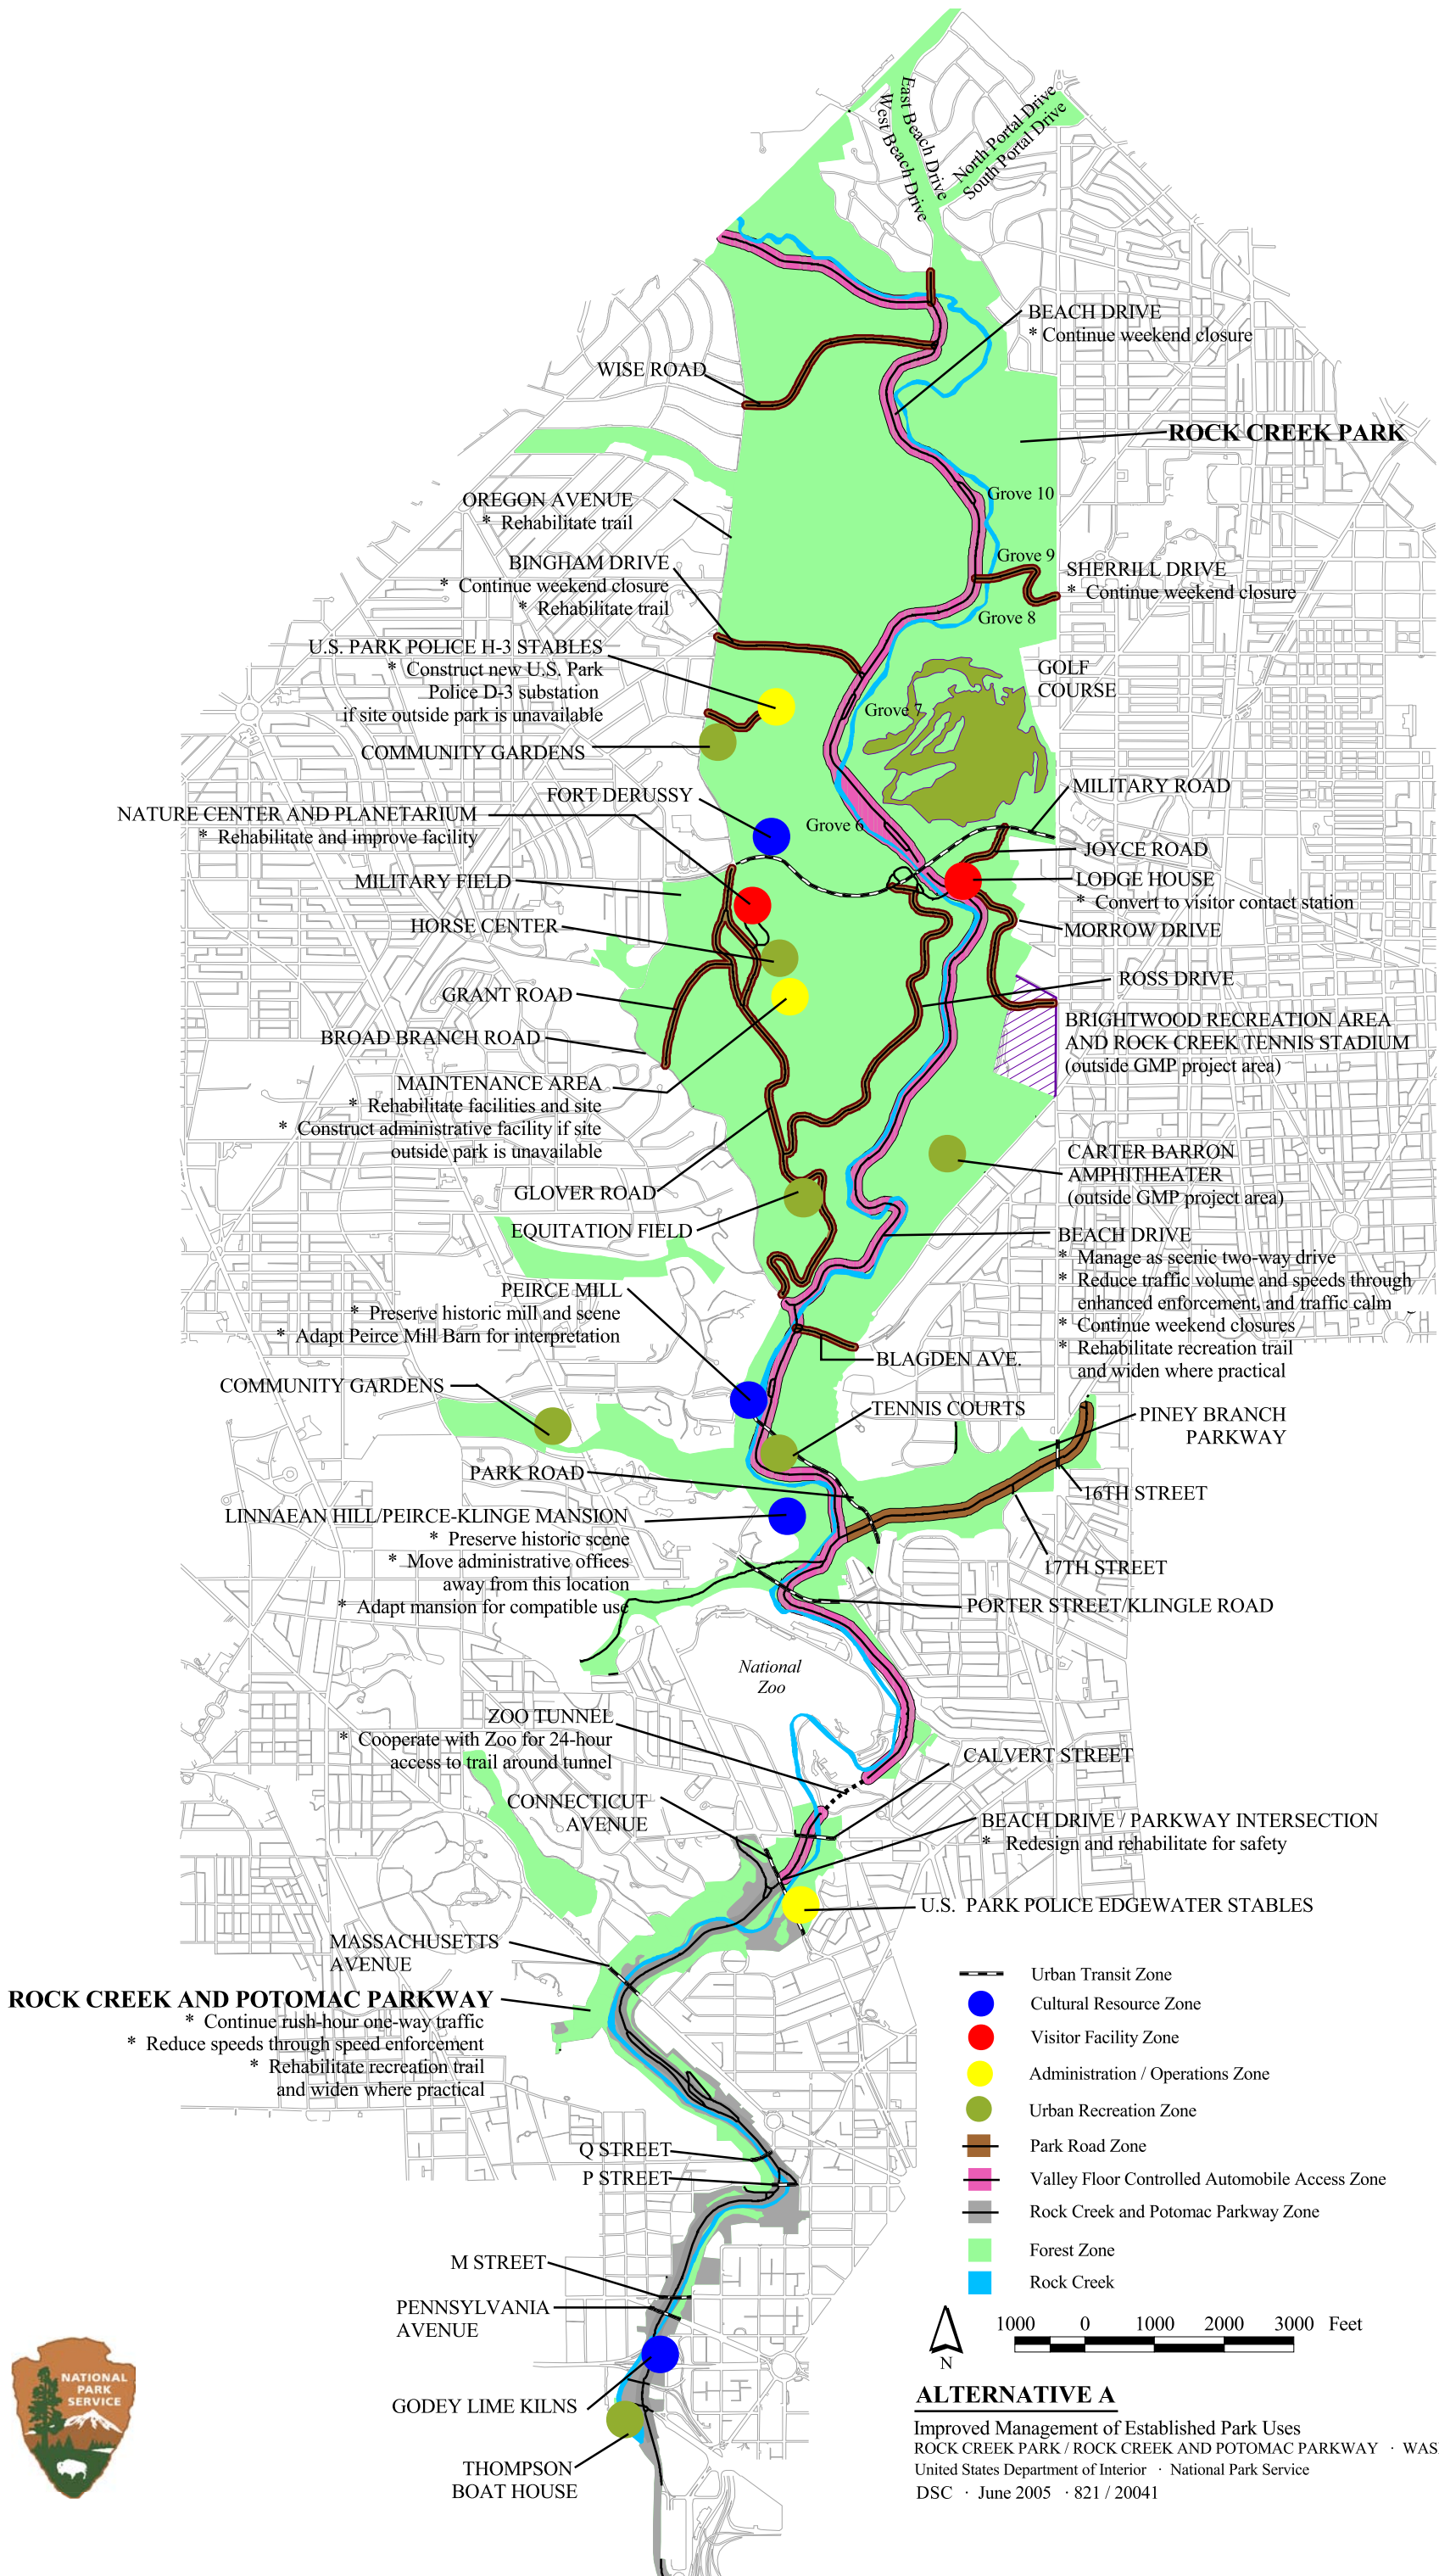 East Beach Drive
West Beach Drive
North Portal Drive
South Portal Drive
BEACH DRIVE
* Continue weekend closure
WISE ROAD
ROCK CREEK PARK
Grove 10
OREGON AVENUE
* Rehabilitate trail
Grove 9
BINGHAM DRIVE
* Continue weekend closure
* Rehabilitate trail
SHERRILL DRIVE
* Continue weekend closure
Grove 8
U.S. PARK POLICE H-3 STABLES
* Construct new U.S. Park
Police D-3 substation
if site outside park is unavailable
GOLF
COURSE
Grove 7
COMMUNITY GARDENS
MILITARY ROAD
FORT DERUSSY
NATURE CENTER AND PLANETARIUM
* Rehabilitate and improve facility
Grove 6
JOYCE ROAD
MILITARY FIELD
LODGE HOUSE
* Convert to visitor contact station
HORSE CENTER
MORROW DRIVE
ROSS DRIVE
GRANT ROAD
BRIGHTWOOD RECREATION AREA
AND ROCK CREEK TENNIS STADIUM
(outside GMP project area)
BROAD BRANCH ROAD
MAINTENANCE AREA
* Rehabilitate facilities and site
* Construct administrative facility if site
outside park is unavailable
CARTER BARRON
AMPHITHEATER
(outside GMP project area)
GLOVER ROAD
EQUITATION FIELD
BEACH DRIVE
* Manage as scenic two-way drive
* Reduce traffic volume and speeds through
enhanced enforcement, and traffic calm
* Continue weekend closures
* Rehabilitate recreation trail
and widen where practical
PEIRCE MILL
* Preserve historic mill and scene
* Adapt Peirce Mill Barn for interpretation
BLAGDEN AVE.
COMMUNITY GARDENS
TENNIS COURTS
PINEY BRANCH
PARKWAY
PARK ROAD
16TH STREET
LINNAEAN HILL/PEIRCE-KLINGE MANSION
* Preserve historic scene
* Move administrative offices
away from this location
* Adapt mansion for compatible use
17TH STREET
PORTER STREET/KLINGLE ROAD
National
Zoo
ZOO TUNNEL
* Cooperate with Zoo for 24-hour
access to trail around tunnel
CALVERT STREET
CONNECTICUT
AVENUE
BEACH DRIVE / PARKWAY INTERSECTION
* Redesign and rehabilitate for safety
U.S. PARK POLICE EDGEWATER STABLES
MASSACHUSETTS
AVENUE
ROCK CREEK AND POTOMAC PARKWAY
* Continue rush-hour one-way traffic
* Reduce speeds through speed enforcement
* Rehabilitate recreation trail
and widen where practical
Urban Transit Zone
Cultural Resource Zone
Visitor Facility Zone
Administration / Operations Zone
Urban Recreation Zone
Park Road Zone
Valley Floor Controlled Automobile Access Zone
Rock Creek and Potomac Parkway Zone
Forest Zone
Rock Creek
Q STREET
P STREET
M STREET
PENNSYLVANIA
AVENUE
GODEY LIME KILNS
THOMPSON
BOAT HOUSE
1000 0 1000 2000 3000 Feet
N
NATIONAL
PARK
SERVICE
ALTERNATIVE A
Improved Management of Established Park Uses
ROCK CREEK PARK / ROCK CREEK AND POTOMAC PARKWAY · WAS
United States Department of Interior · National Park Service
DSC · June 2005 · 821 / 20041